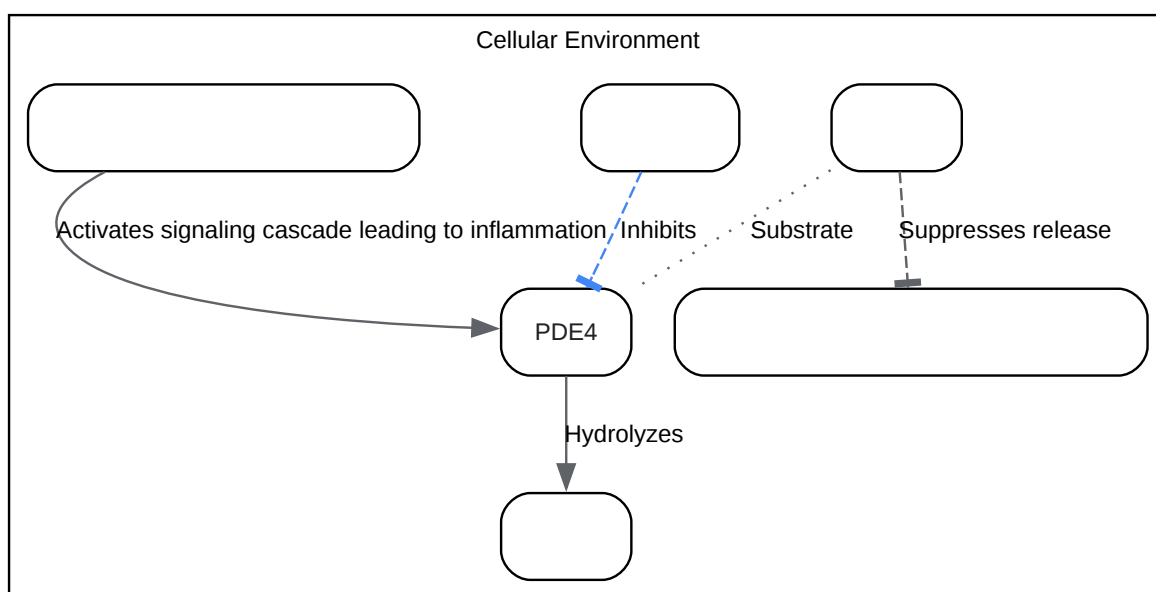 Cellular Environment
Activates signaling cascade leading to inflammation
Inhibits
Substrate
Suppresses release
PDE4
Hydrolyzes